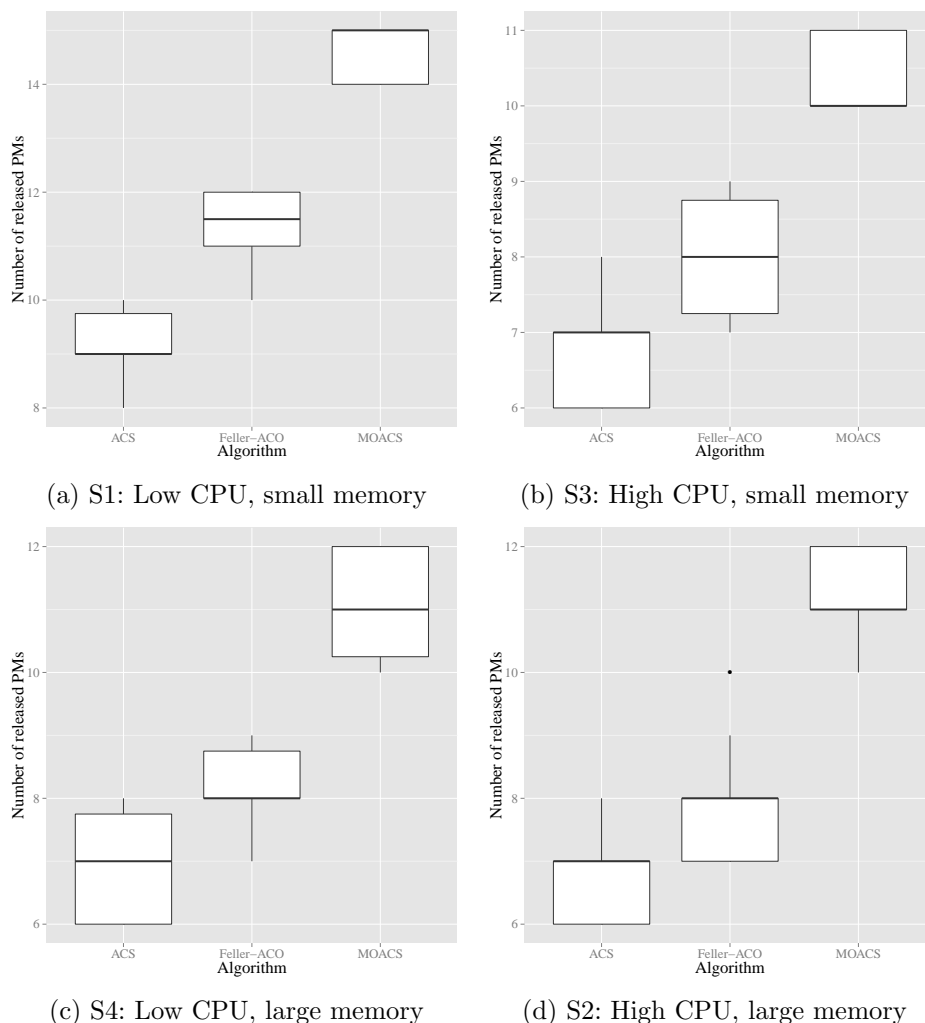 Number of released PMs
14
12
10
8
ACS
Feller−ACO
MOACS
Algorithm
(a) S1: Low CPU, small memory
Number of released PMs
11
10
9
8
7
6
ACS
Feller−ACO
MOACS
Algorithm
(b) S3: High CPU, small memory
Number of released PMs
12
10
8
6
ACS
Feller−ACO
MOACS
Algorithm
(c) S4: Low CPU, large memory
Number of released PMs
12
10
8
6
ACS
Feller−ACO
MOACS
Algorithm
(d) S2: High CPU, large memory